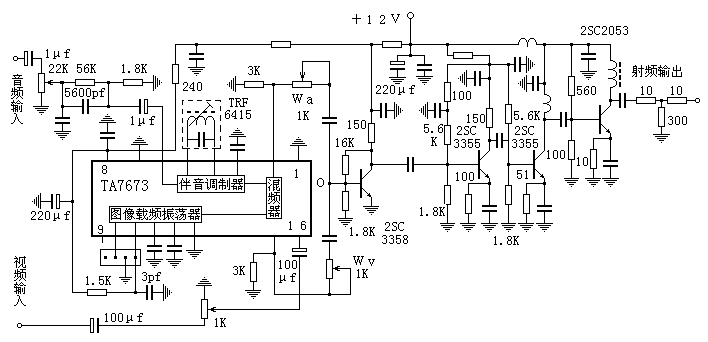 +12V
2SC2053
1μf
22K
56K
1.8K
音频输入
5600pf
1μf
240
TRF
6415
3K
Wa
1K
220μf
100
150
5.6K
560
射频输出
10
10
300
150
2SC
3355
5.6K
2SC
3355
16K
TA7673
8
1
伴音调制器
混频器
图像载频振荡器
O
220μf
9
16
1.8K
2SC
3358
100
51
100
10
1.8K
1.8K
1.5K
3pf
3K
100μf
Wv
1K
视频输入
100μf
1K